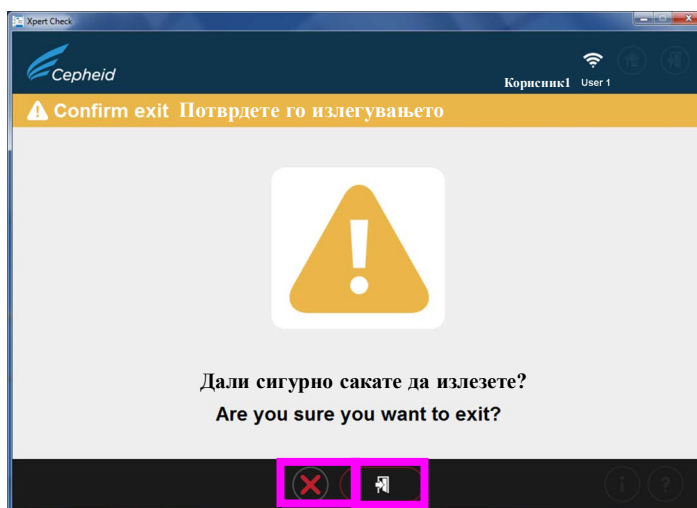 Xpert Check
Cepheid
Корисник1 User 1
Confirm exit Потврдете го излегувањето
Дали сигурно сакате да излезете?
Are you sure you want to exit?
i ?